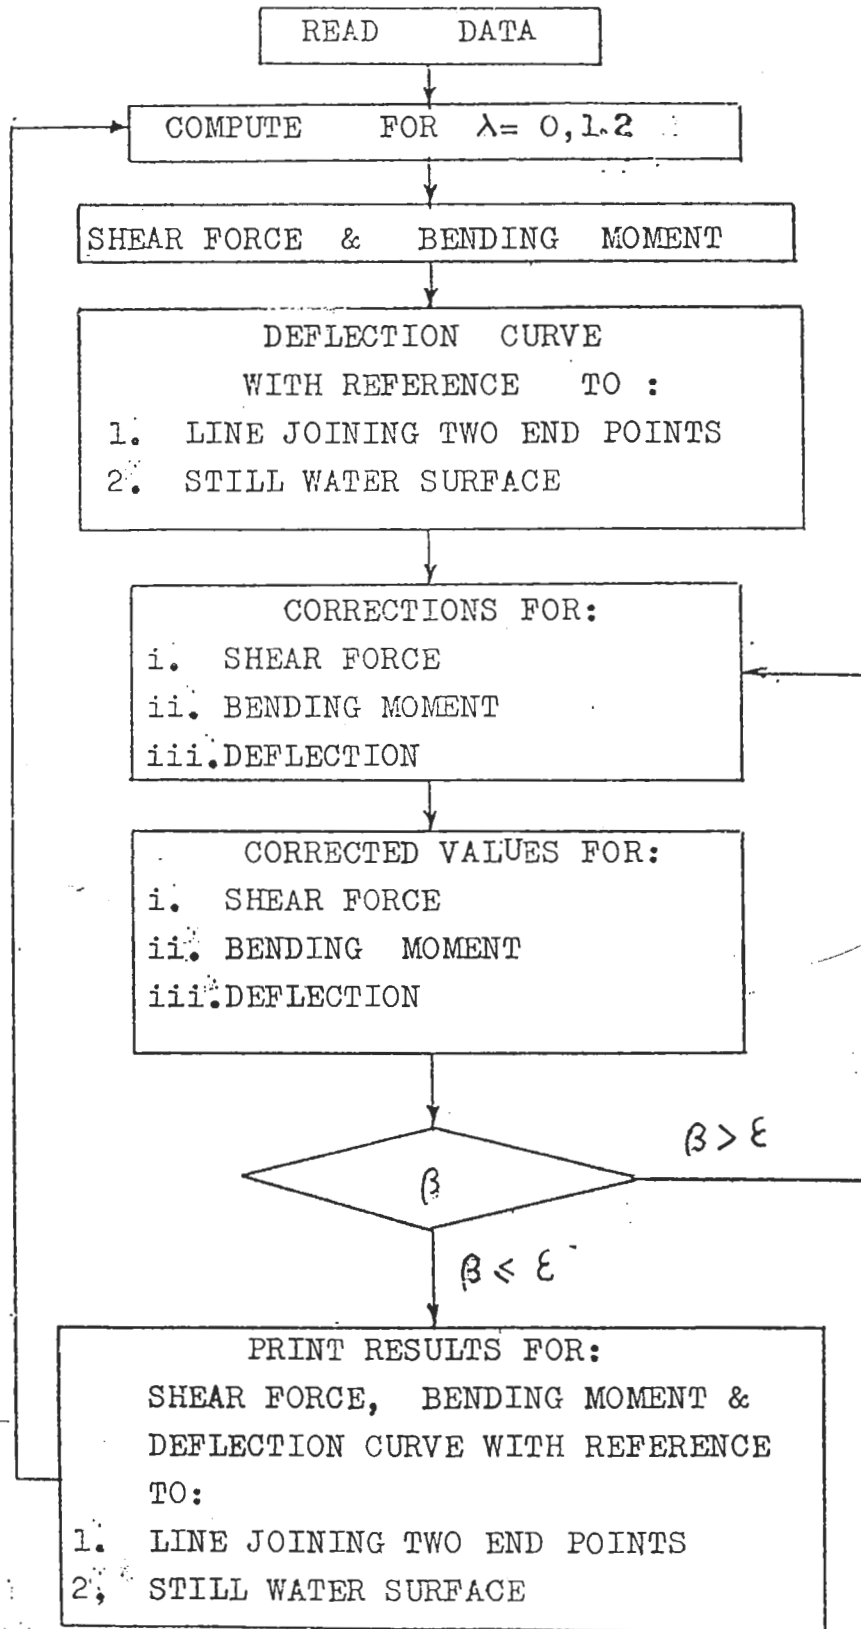 READ DATA
COMPUTE FOR λ= 0,1.2
SHEAR FORCE & BENDING MOMENT
DEFLECTION CURVE
WITH REFERENCE TO :
1. LINE JOINING TWO END POINTS
2. STILL WATER SURFACE
CORRECTIONS FOR:
i. SHEAR FORCE
ii. BENDING MOMENT
iii.DEFLECTION
CORRECTED VALUES FOR:
i. SHEAR FORCE
ii. BENDING MOMENT
iii.DEFLECTION
β > ε
β
β ≤ ε
PRINT RESULTS FOR:
SHEAR FORCE, BENDING MOMENT &
DEFLECTION CURVE WITH REFERENCE
TO:
1. LINE JOINING TWO END POINTS
2, STILL WATER SURFACE